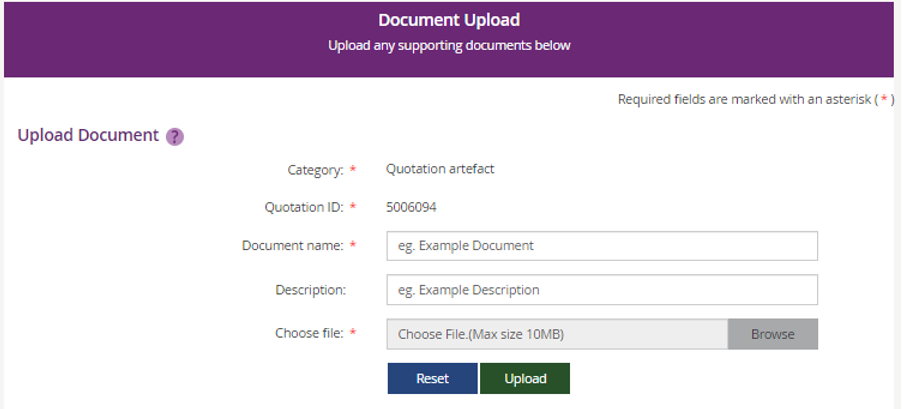 Document Upload
Upload any supporting documents below
Required fields are marked with an asterisk ( * )
Upload Document ?
Category: * Quotation artefact
Quotation ID: * 5006094
Document name: * eg. Example Document
Description: eg. Example Description
Choose file: * Choose File.(Max size 10MB) Browse
Reset Upload